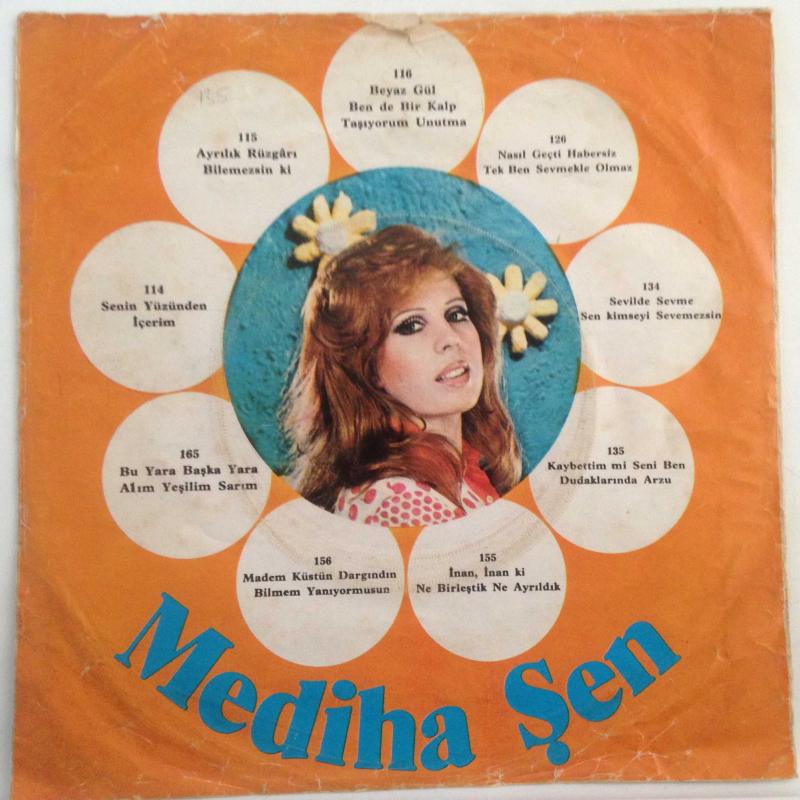 116
Beyaz Gül
Ben de Bir Kalp
Taşıyorum Unutma
126
Nasıl Geçti Habersiz
Tek Ben Sevmekle Olmaz
134
Sevilde Sevme
Sen kimseyi Sevemezsin
135
Kaybettim mi Seni Ben
Dudaklarında Arzu
155
İnan, İnan ki
Ne Birleştik Ne Ayrıldık
156
Madem Küstün Dargındın
Bilmem Yanıyormusun
165
Bu Yara Başka Yara
Alım Yeşilim Sarım
114
Senin Yüzünden
İçerim
135
115
Ayrılık Rüzgârı
Bilemezsin ki
Mediha Şen